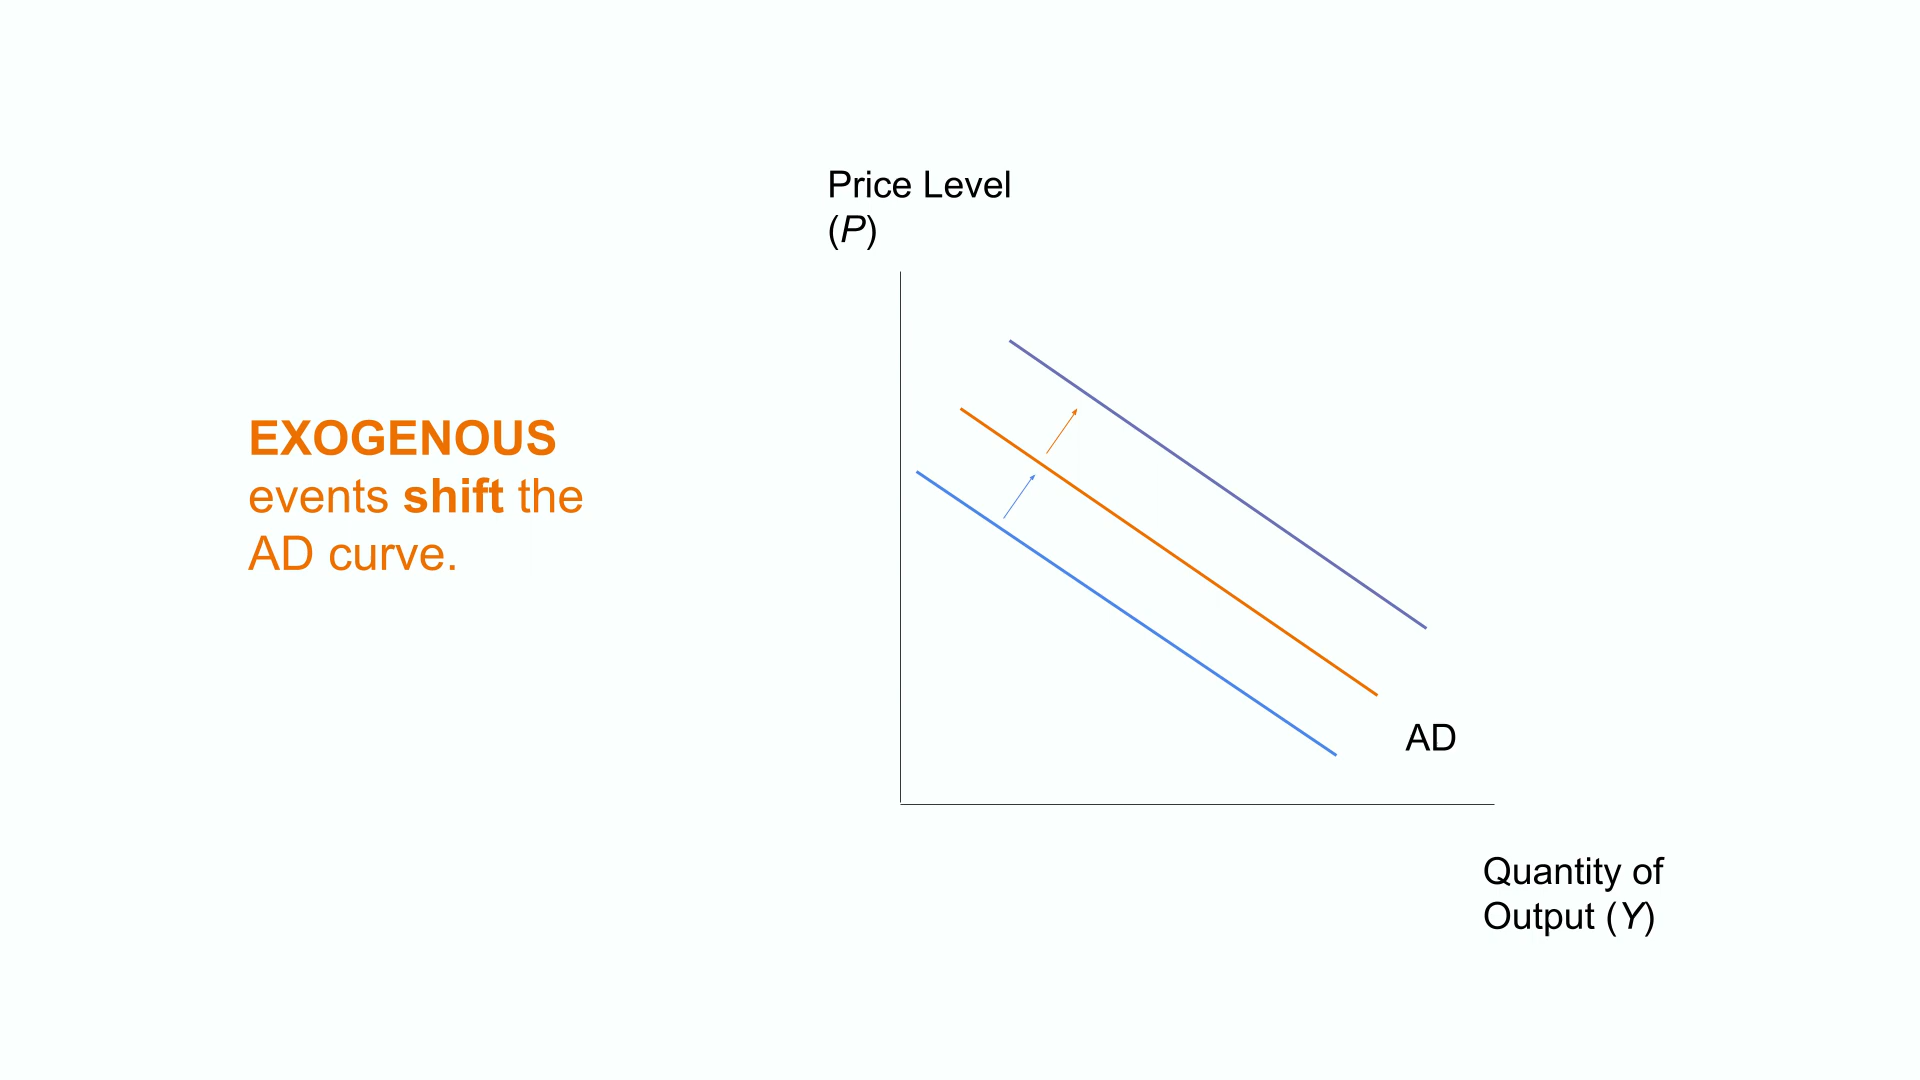 Price Level
(P)
EXOGENOUS
events shift the
AD curve.
AD
Quantity of
Output (Y)